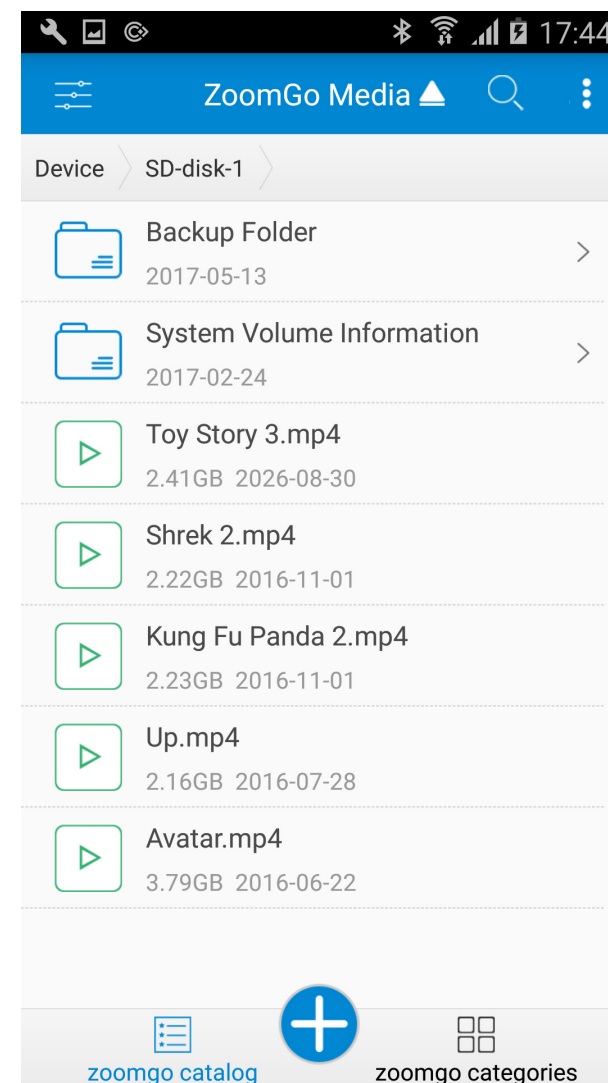 17:44
ZoomGo Media
Device SD-disk-1
Backup Folder
2017-05-13
System Volume Information
2017-02-24
Toy Story 3.mp4
2.41GB 2026-08-30
Shrek 2.mp4
2.22GB 2016-11-01
Kung Fu Panda 2.mp4
2.23GB 2016-11-01
Up.mp4
2.16GB 2016-07-28
Avatar.mp4
3.79GB 2016-06-22
zoomgo catalog zoomgo categories